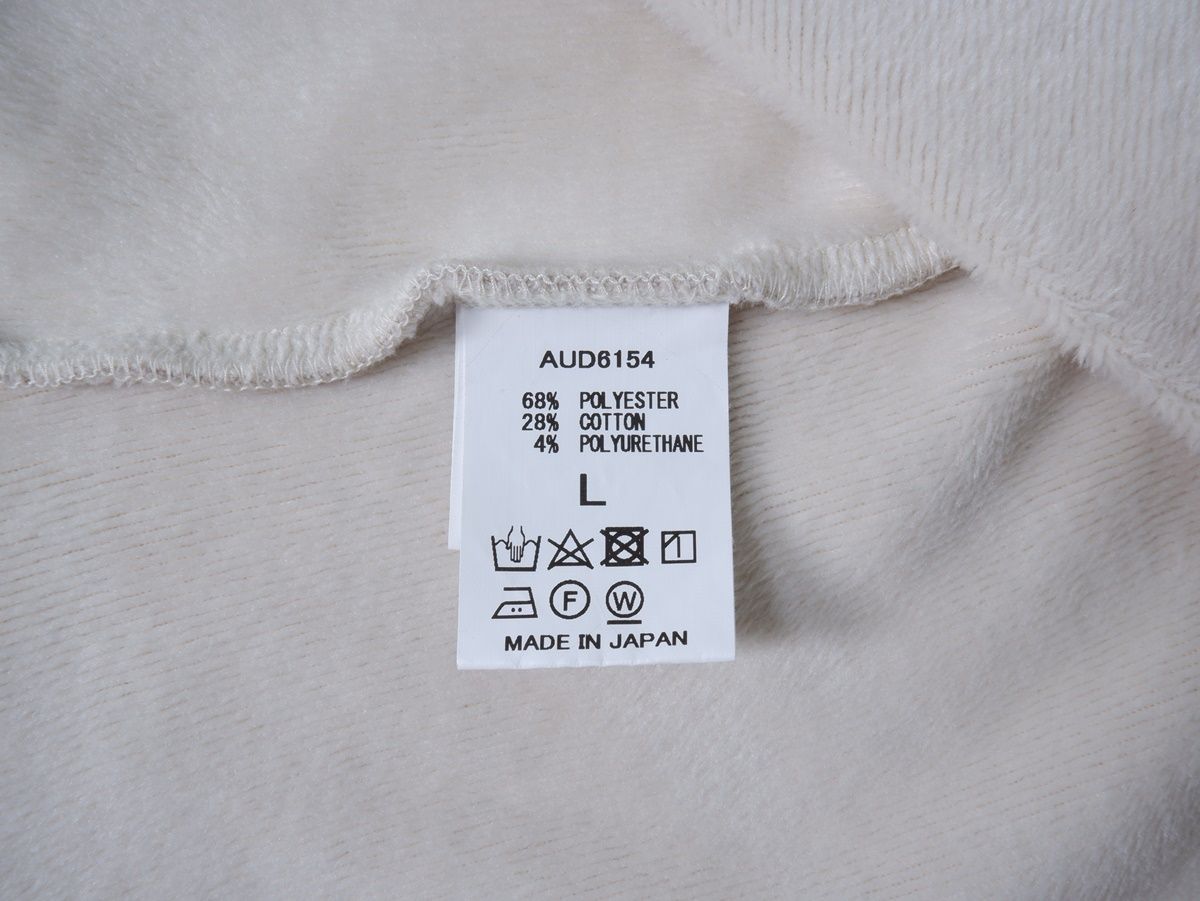 AUD6154
68% POLYESTER
28% COTTON
4% POLYURETHANE
L
F W
MADE IN JAPAN